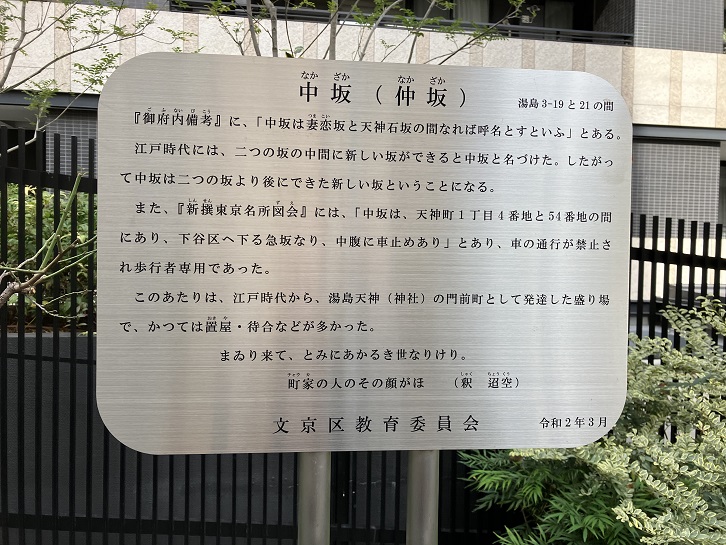 中坂（仲坂）
湯島3-19と21の間
『御府内備考』に、「中坂は妻恋坂と天神石坂の間なれば呼名とすといふ」とある。
江戸時代には、二つの坂の中間に新しい坂ができると中坂と名づけた。したがっ
て中坂は二つの坂より後にできた新しい坂ということになる。
また、『新撰東京名所図会』には、「中坂は、天神町1丁目4番地と54番地の間
にあり、下谷区へ下る急坂なり、中腹に車止めあり」とあり、車の通行が禁止さ
れ歩行者専用であった。
このあたりは、江戸時代から、湯島天神（神社）の門前町として発達した盛り場
で、かつては置屋・待合などが多かった。
まゐり来て、とみにあかるき世なりけり。
町家の人のその顔がほ （釈 迢空）
文京区教育委員会
令和2年3月